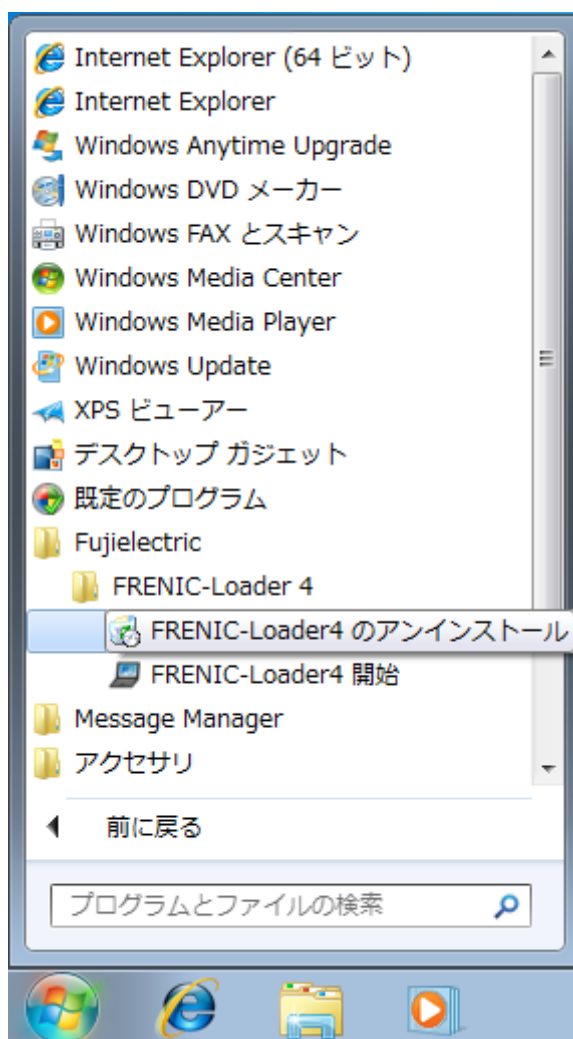 Internet Explorer (64 ビット)
Internet Explorer
Windows Anytime Upgrade
Windows DVD メーカー
Windows FAX とスキャン
Windows Media Center
Windows Media Player
Windows Update
XPS ビューアー
デスクトップ ガジェット
既定のプログラム
Fujielectric
FRENIC-Loader 4
FRENIC-Loader4 のアンインストール
FRENIC-Loader4 開始
Message Manager
アクセサリ
前に戻る
プログラムとファイルの検索